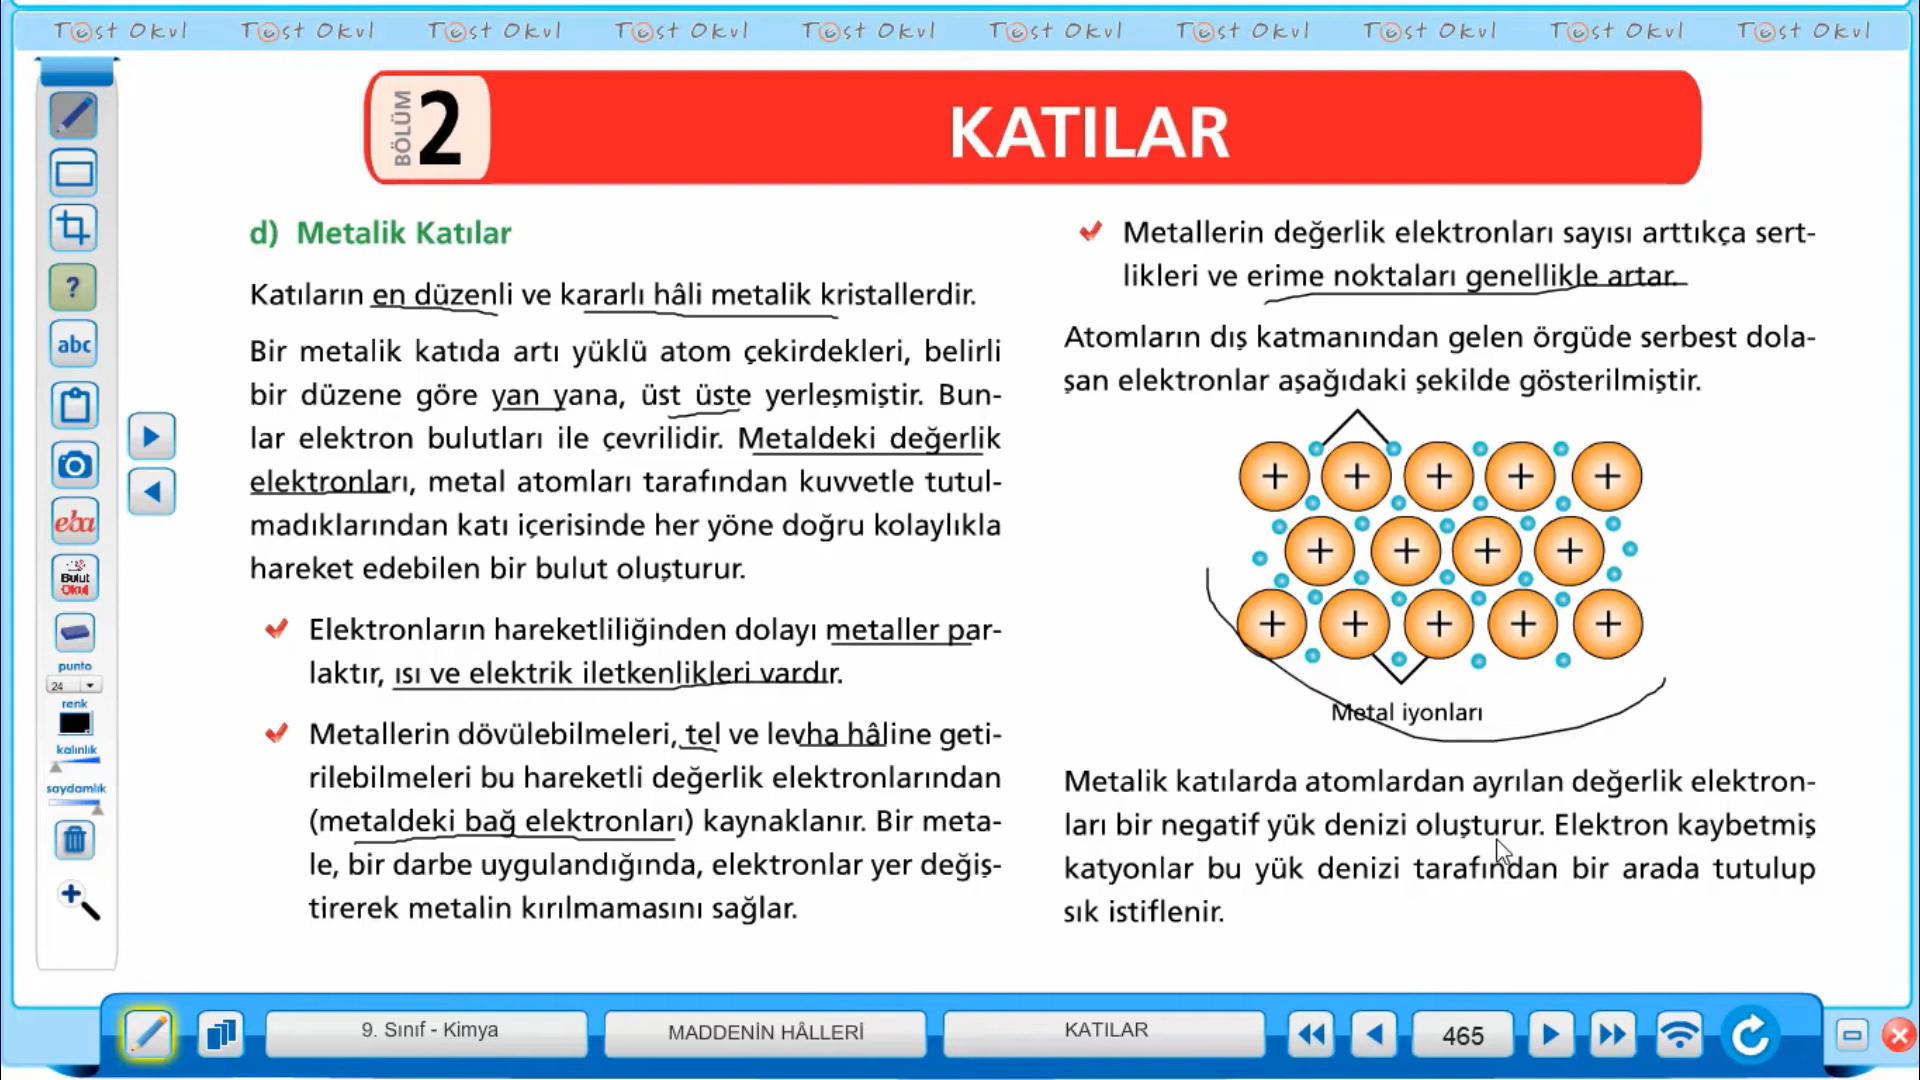 Test Okul Test Okul Test Okul Test Okul Test Okul Test Okul Test Okul Test Okul Test Okul Test Okul
BÖLÜM 2
KATILAR
d) Metalik Katılar
Katıların en düzenli ve kararlı hâli metalik kristallerdir.
Bir metalik katıda artı yüklü atom çekirdekleri, belirli
bir düzene göre yan yana, üst üste yerleşmiştir. Bun-
lar elektron bulutları ile çevrilidir. Metaldeki değerlik
elektronları, metal atomları tarafından kuvvetle tutul-
madıklarından katı içerisinde her yöne doğru kolaylıkla
hareket edebilen bir bulut oluşturur.
Elektronların hareketliliğinden dolayı metaller par-
laktır, ısı ve elektrik iletkenlikleri vardır.
Metallerin dövülebilmeleri, tel ve levha hâline geti-
rilebilmeleri bu hareketli değerlik elektronlarından
(metaldeki bağ elektronları) kaynaklanır. Bir meta-
le, bir darbe uygulandığında, elektronlar yer değiş-
tirerek metalin kırılmamasını sağlar.
Metallerin değerlik elektronları sayısı arttıkça sert-
likleri ve erime noktaları genellikle artar.
Atomların dış katmanından gelen örgüde serbest dola-
şan elektronlar aşağıdaki şekilde gösterilmiştir.
+ + + + +
+ + + +
+ + + + +
Metal iyonları
Metalik katılarda atomlardan ayrılan değerlik elektron-
ları bir negatif yük denizi oluşturur. Elektron kaybetmiş
katyonlar bu yük denizi tarafından bir arada tutulup
sık istiflenir.
?
abc
eba
Bulut
Okul
punto
24
renk
kalınlık
saydamlık
9. Sınıf - Kimya
MADDENİN HÂLLERİ
KATILAR
465